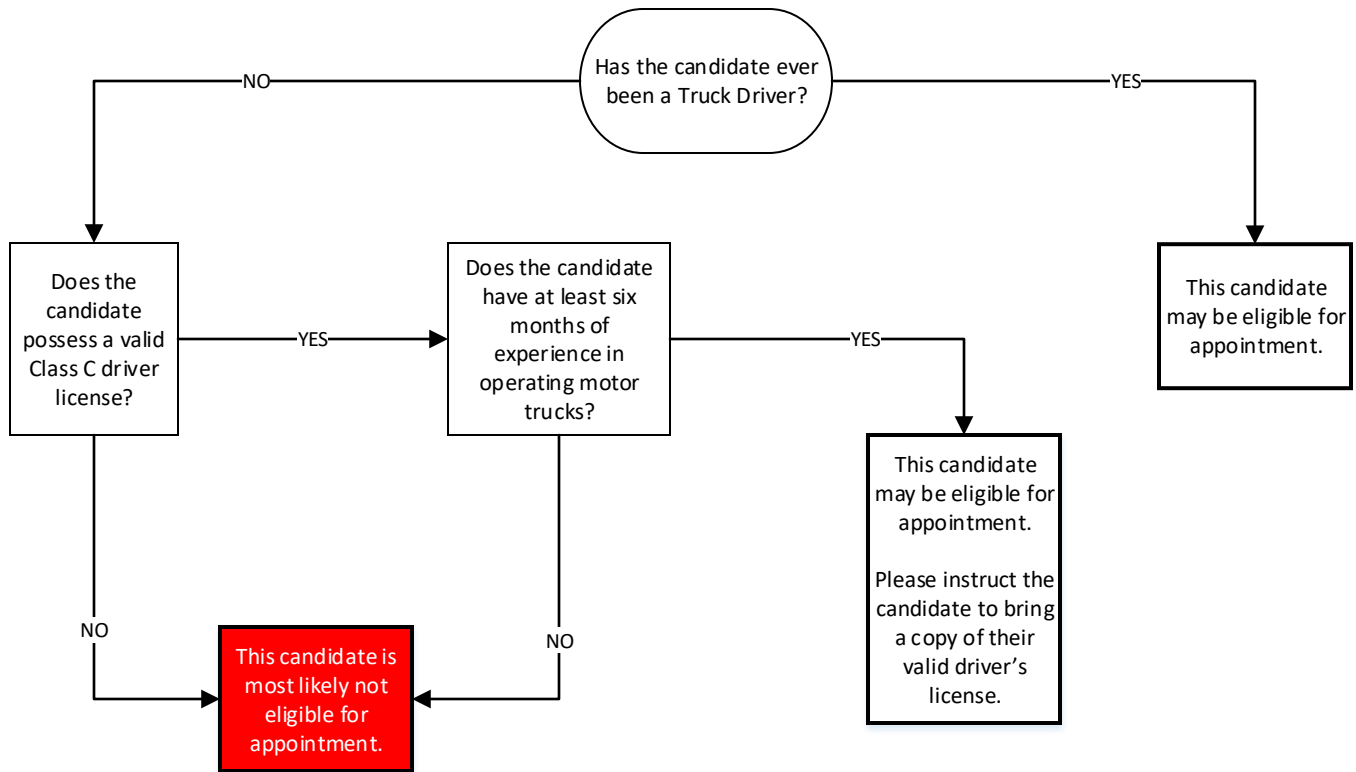 Has the candidate ever
been a Truck Driver?
NO
YES
Does the
candidate
possess a valid
Class C driver
license?
YES
Does the candidate
have at least six
months of
experience in
operating motor
trucks?
YES
This candidate
may be eligible for
appointment.
This candidate
may be eligible for
appointment.
Please instruct the
candidate to bring
a copy of their
valid driver’s
license.
NO
NO
This candidate is
most likely not
eligible for
appointment.